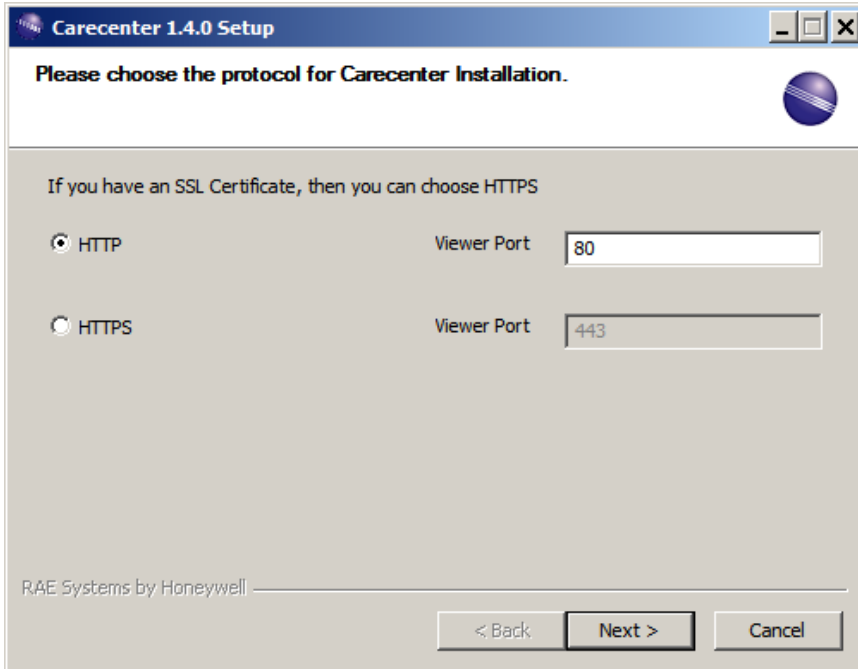 Carecenter 1.4.0 Setup
Please choose the protocol for Carecenter Installation.
If you have an SSL Certificate, then you can choose HTTPS
HTTP Viewer Port 80
HTTPS Viewer Port 443
RAE Systems by Honeywell
< Back Next > Cancel